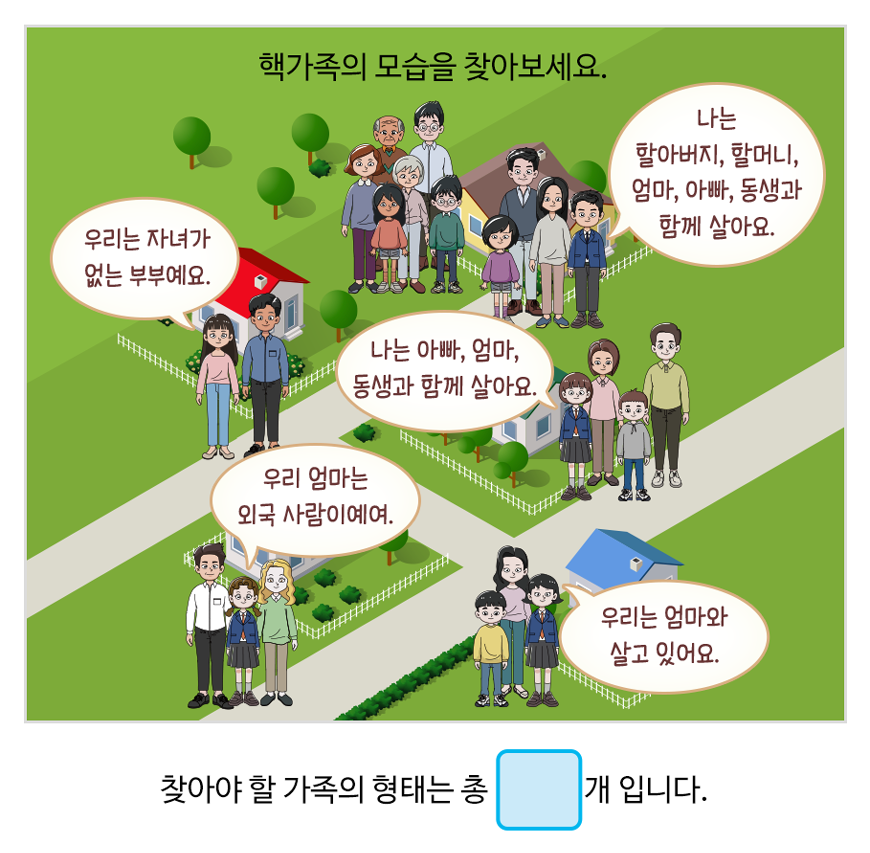 핵가족의 모습을 찾아보세요.
나는
할아버지, 할머니,
엄마, 아빠, 동생과
함께 살아요.
우리는 자녀가
없는 부부예요.
나는 아빠, 엄마,
동생과 함께 살아요.
우리 엄마는
외국 사람이예여.
우리는 엄마와
살고 있어요.
찾아야 할 가족의 형태는 총 개 입니다.